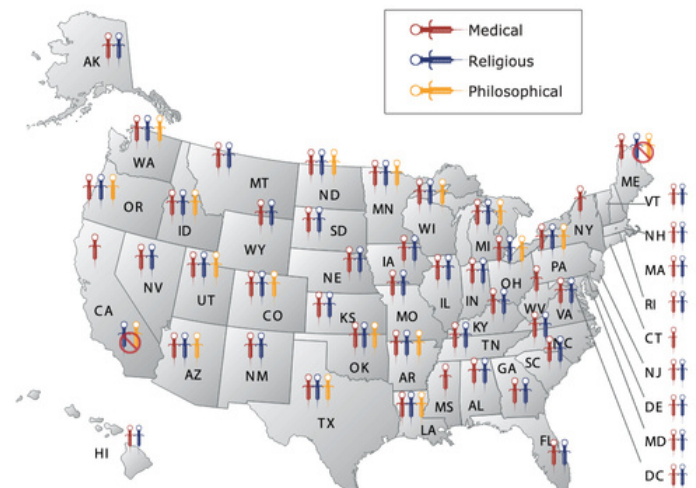 Medical
Religious
Philosophical
AK
WA
MT
ND
MN
ME
VT
OR
ID
SD
WI
NY
NH
WY
MI
MA
IA
PA
NE
RI
NV
UT
OH
IL
IN
CA
CO
WV
VA
CT
KS
MO
KY
NC
NJ
TN
OK
SC
AZ
NM
AR
GA
DE
MS
AL
TX
LA
MD
FL
HI
DC